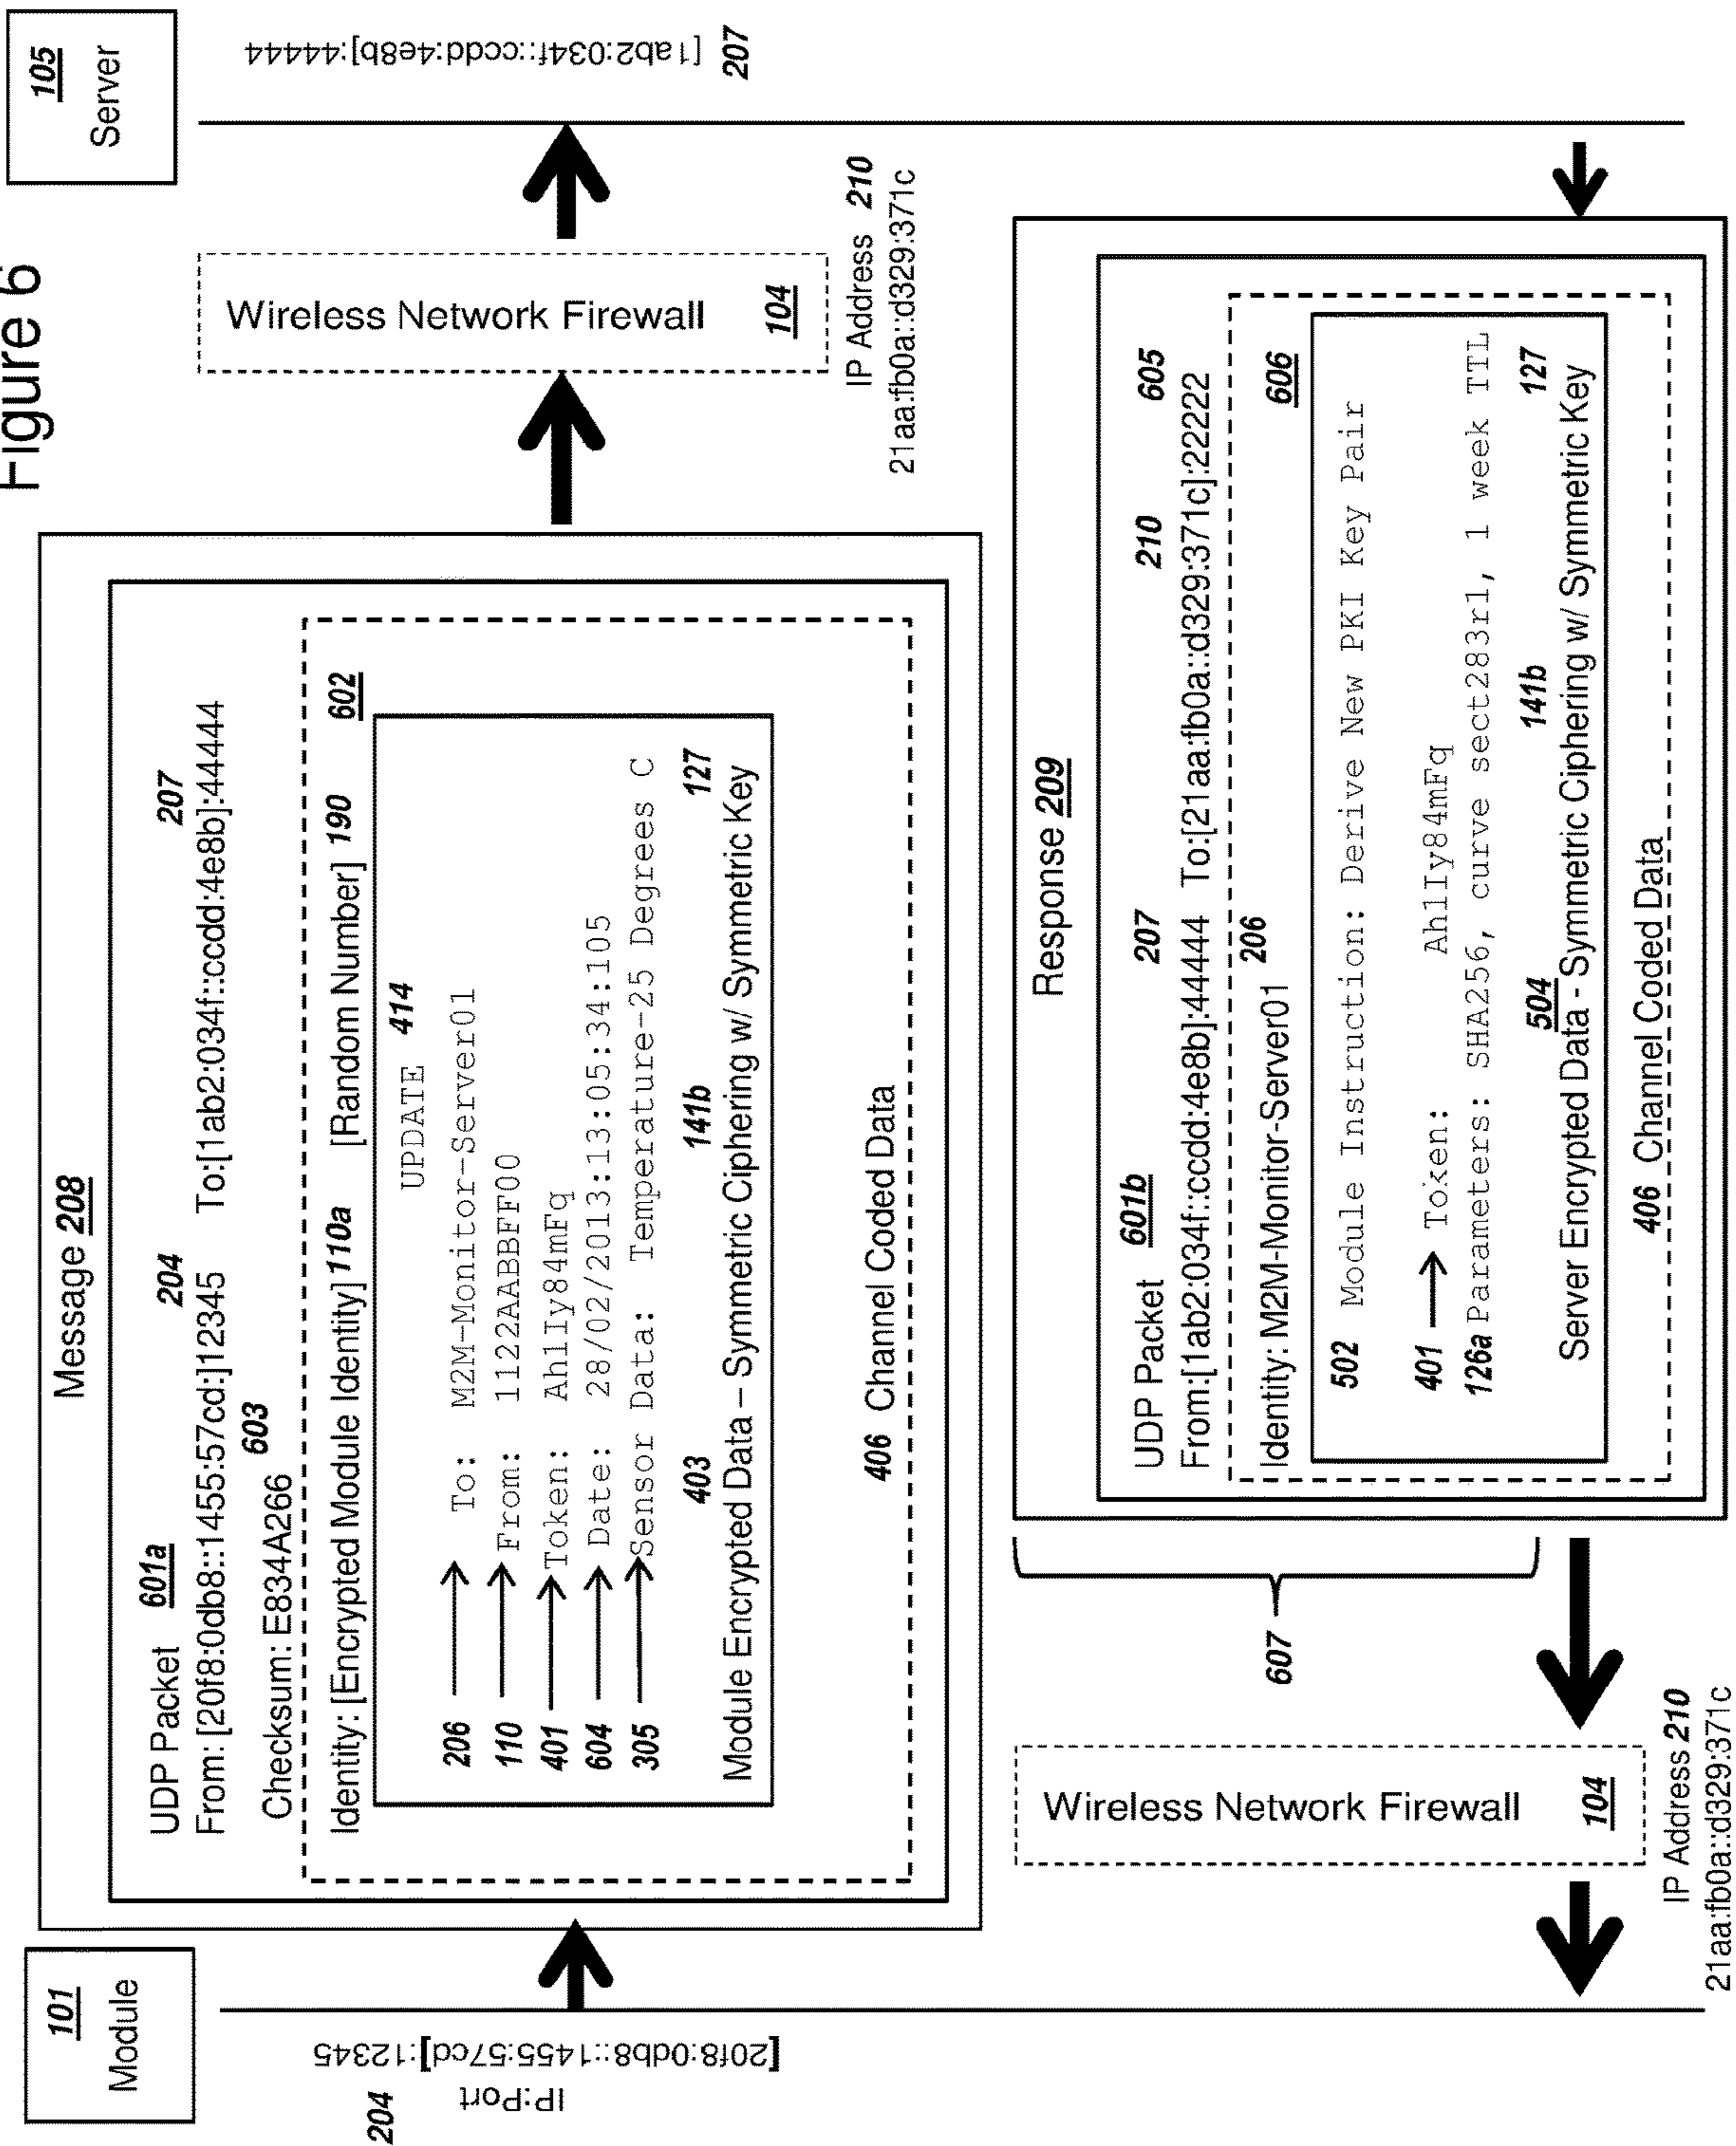 Figure 6
101
Module
105
Server
204
IP:Port
[20f8:0db8::1455:57cd]:12345
Message 208
UDP Packet 601a
204 207
From: [20f8:0db8::1455:57cd:]12345 To:[1ab2:034f::ccdd:4e8b]:44444
603
Checksum: E834A266
Identity: [Encrypted Module Identity] 110a [Random Number] 190 602
UPDATE 414
206 To: M2M-Monitor-Server01
110 From: 1122AABBFF00
401 Token: AhlIy84mFq
604 Date: 28/02/2013:13:05:34:105
305 Sensor Data: Temperature-25 Degrees C
403 141b 127
Module Encrypted Data – Symmetric Ciphering w/ Symmetric Key
406 Channel Coded Data
Wireless Network Firewall
104
IP Address 210
21aa:fb0a::d329:371c
[1ab2:034f::ccdd:4e8b]:44444
207
Response 209
UDP Packet 601b
207 210 605
From:[1ab2:034f::ccdd:4e8b]:44444 To:[21aa:fb0a::d329:371c]:22222
206
Identity: M2M-Monitor-Server01
606
502 Module Instruction: Derive New PKI Key Pair
401 Token: AhlIy84mFq
126a Parameters: SHA256, curve sect283r1, 1 week TTL
504 141b 127
Server Encrypted Data - Symmetric Ciphering w/ Symmetric Key
406 Channel Coded Data
607
Wireless Network Firewall
104
IP Address 210
21aa:fb0a::d329:371c